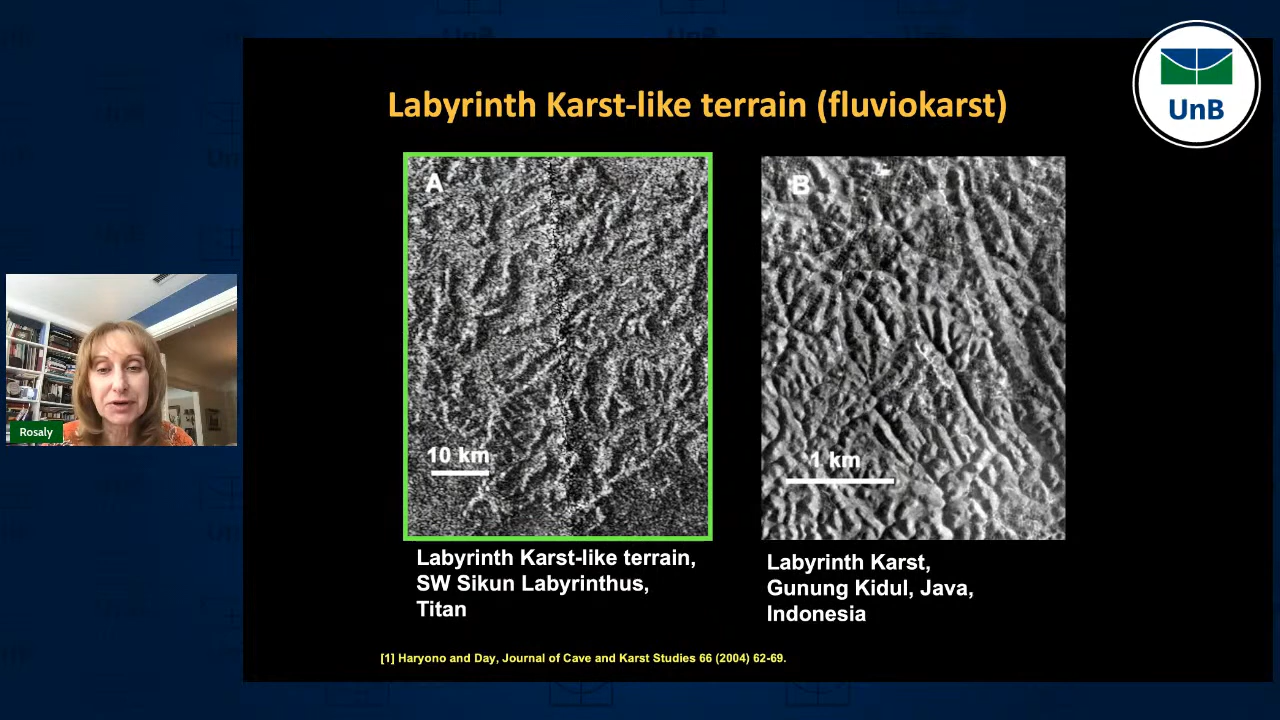 Labyrinth Karst-like terrain (fluviokarst)
UnB
A
B
10 km
1 km
Labyrinth Karst-like terrain,
SW Sikun Labyrinthus,
Titan
Labyrinth Karst,
Gunung Kidul, Java,
Indonesia
[1] Haryono and Day, Journal of Cave and Karst Studies 66 (2004) 62-69.
Rosaly